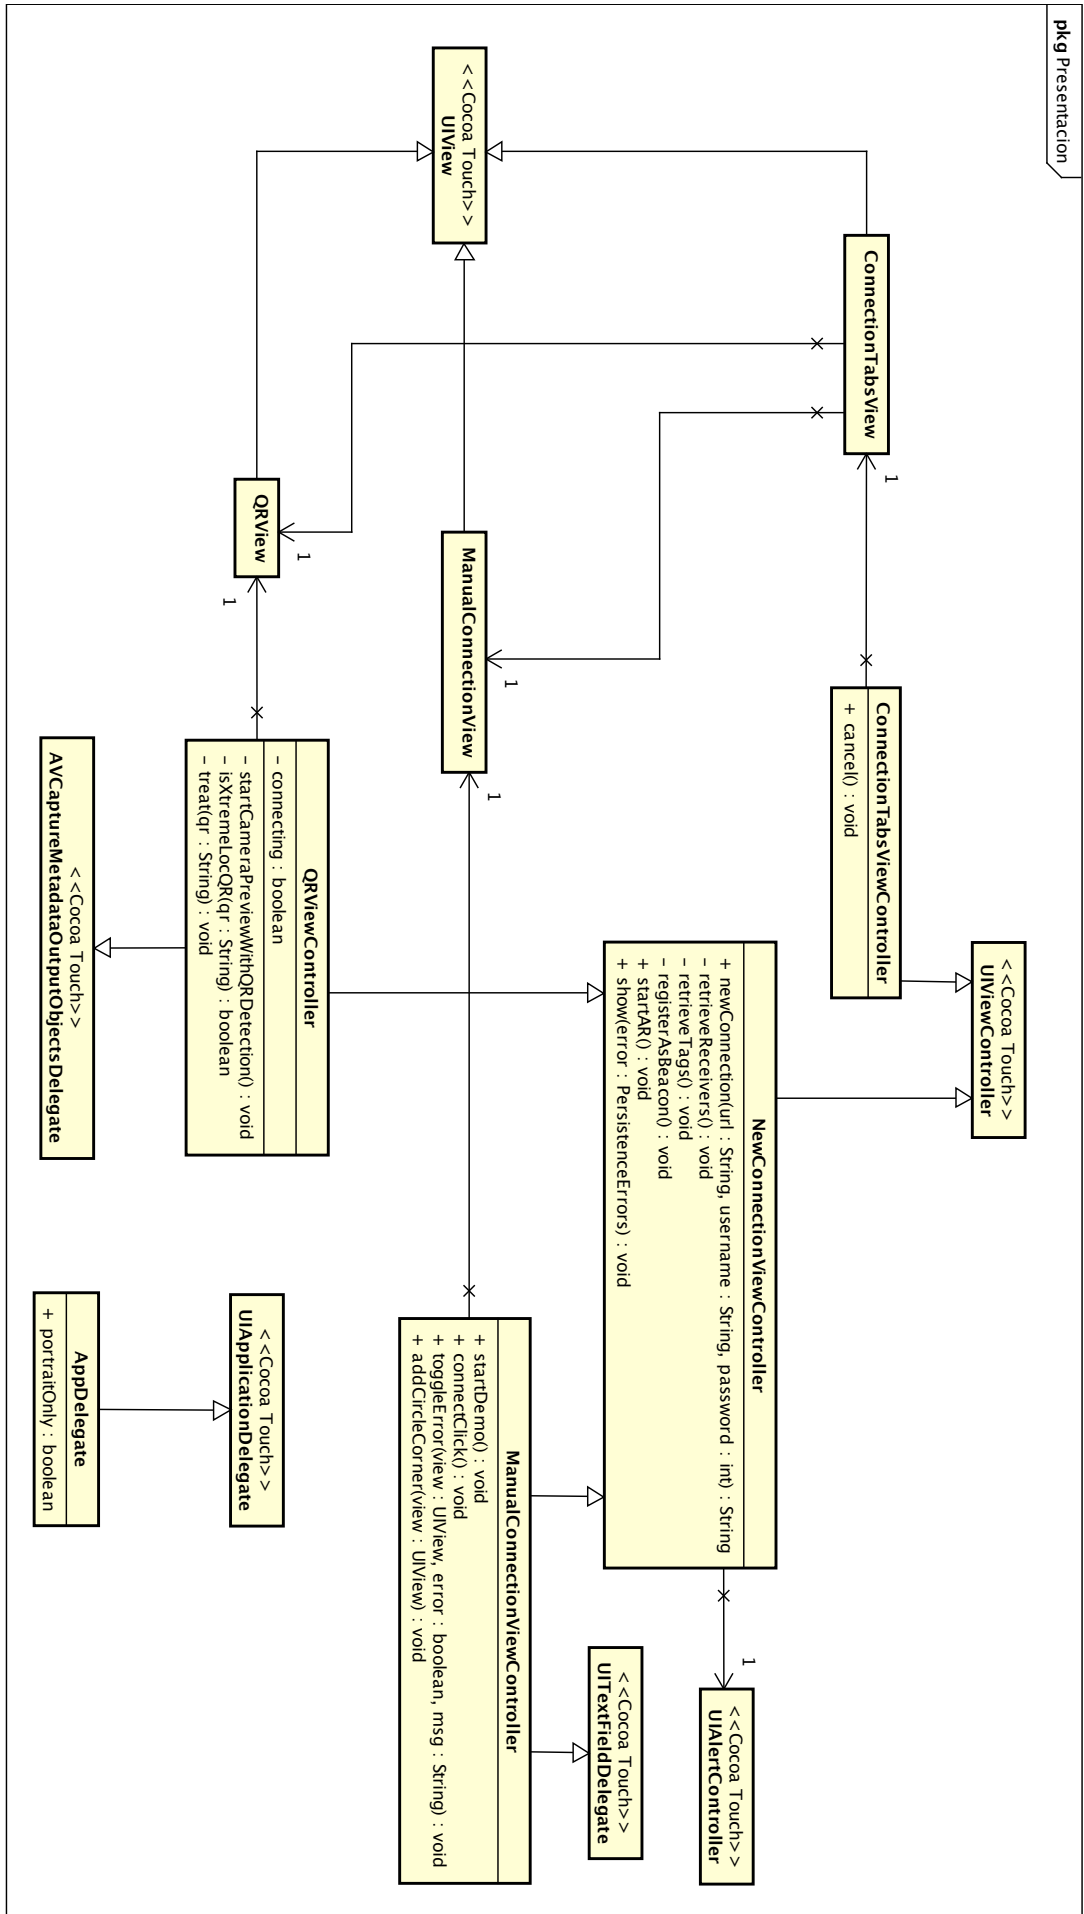 pkg Presentacion
<<Cocoa Touch>>
UIViewController
ConnectionTabsView
1
ConnectionTabsViewController
+ cancel() : void
NewConnectionViewController
+ newConnection(url : String, username : String, password : int) : String
- retrieveReceivers() : void
- retrieveTags() : void
- registerAsBeacon() : void
+ startAR() : void
+ show(error : PersistenceErrors) : void
1
<<Cocoa Touch>>
UIAlertController
<<Cocoa Touch>>
UITextFieldDelegate
<<Cocoa Touch>>
UIView
ManualConnectionView
1
1
ManualConnectionViewController
+ startDemo() : void
+ connectClick() : void
+ toggleError(view : UIView, error : boolean, msg : String) : void
+ addCircleCorner(view : UIView) : void
QRView
1
1
QRViewController
- connecting : boolean
- startCameraPreviewWithQRDetection() : void
- isXtremeLocQR(qr : String) : boolean
- treat(qr : String) : void
<<Cocoa Touch>>
UIApplicationDelegate
<<Cocoa Touch>>
AVCaptureMetadataOutputObjectsDelegate
AppDelegate
+ portraitOnly : boolean